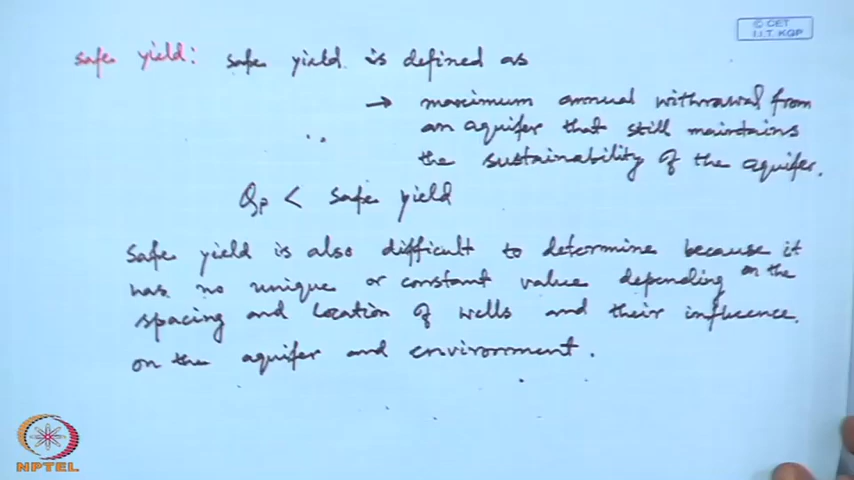 © CET
I.I.T. KGP
safe yield: safe yield is defined as
→ maximum annual withrawal from
an aquifer that still maintains
the sustainability of the aquifer.
Qp < safe yield
Safe yield is also difficult to determine because it
has no unique or constant value depending on the
spacing and location of wells and their influence
on the aquifer and environment.
NPTEL